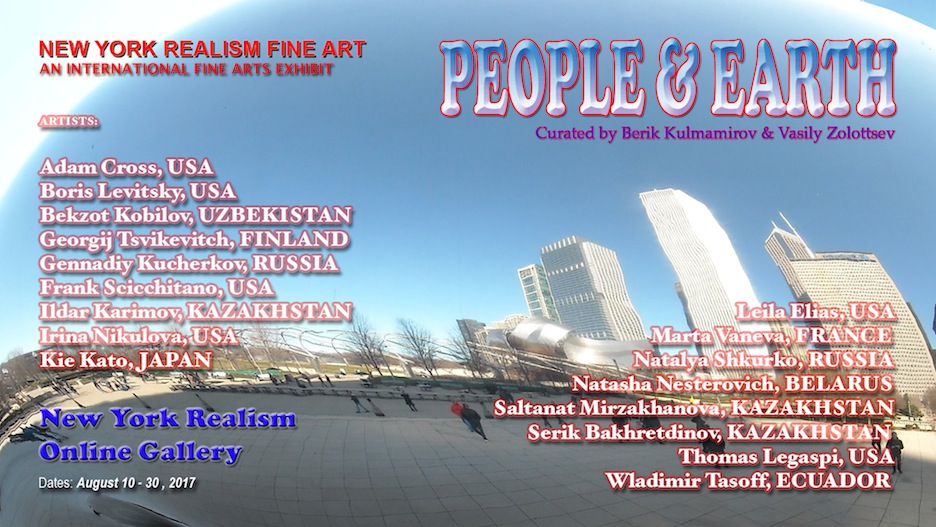 NEW YORK REALISM FINE ART
AN INTERNATIONAL FINE ARTS EXHIBIT
PEOPLE & EARTH
Curated by Berik Kulmamirov & Vasily Zolottsev
ARTISTS:
Adam Cross, USA
Boris Levitsky, USA
Bekzot Kobilov, UZBEKISTAN
Georgij Tsvikevitch, FINLAND
Gennadiy Kucherkov, RUSSIA
Frank Scicchitano, USA
Ildar Karimov, KAZAKHSTAN
Irina Nikulova, USA
Kie Kato, JAPAN
Leila Elias, USA
Marta Vaneva, FRANCE
Natalya Shkurko, RUSSIA
Natasha Nesterovich, BELARUS
Saltanat Mirzakhanova, KAZAKHSTAN
Serik Bakhretdinov, KAZAKHSTAN
Thomas Legaspi, USA
Wladimir Tasoff, ECUADOR
New York Realism
Online Gallery
Dates: August 10 - 30 , 2017